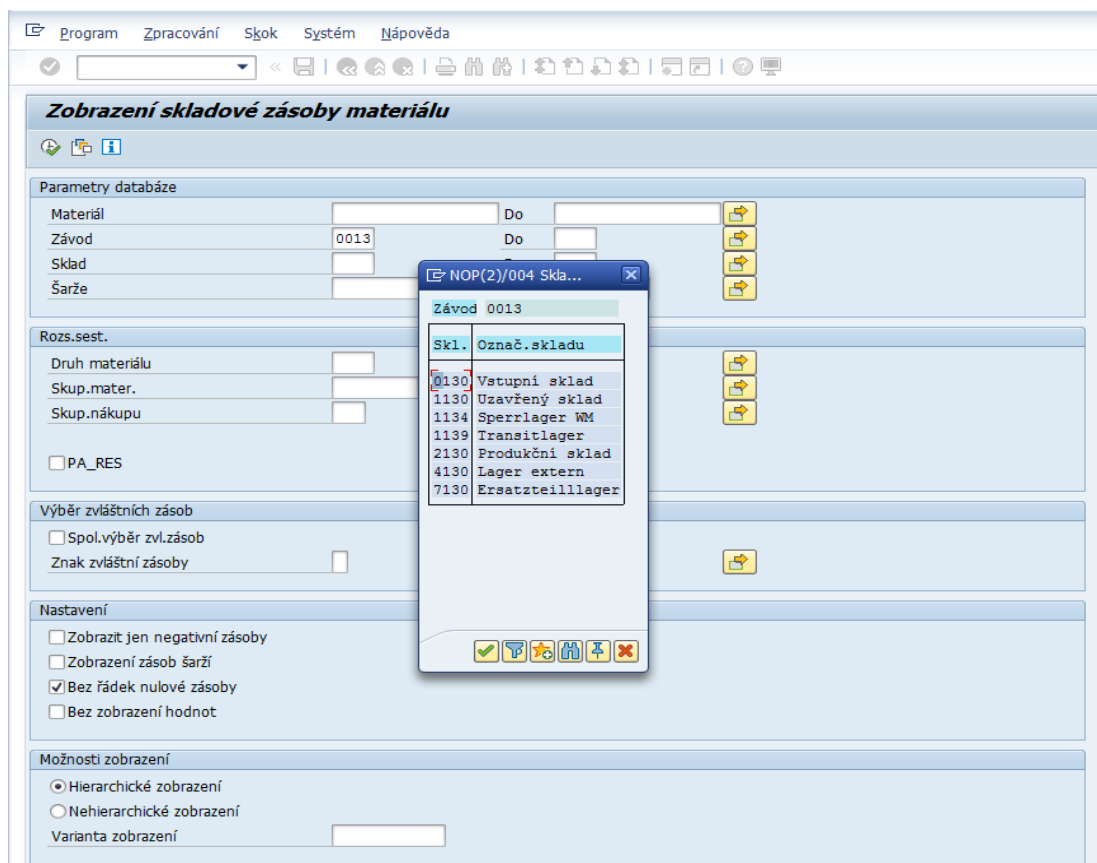 Program Zpracování Skok Systém Nápověda
Zobrazení skladové zásoby materiálu
Parametry databáze
Materiál Do
Závod 0013 Do
Sklad
Šarže
Rozs.sest.
Druh materiálu
Skup.mater.
Skup.nákupu
PA_RES
Výběr zvláštních zásob
Spol.výběr zvl.zásob
Znak zvláštní zásoby
Nastavení
Zobrazit jen negativní zásoby
Zobrazení zásob šarží
Bez řádek nulové zásoby
Bez zobrazení hodnot
Možnosti zobrazení
Hierarchické zobrazení
Nehierarchické zobrazení
Varianta zobrazení
NOP(2)/004 Skla...
Závod 0013
Skl. Označ.skladu
0130 Vstupní sklad
1130 Uzavřený sklad
1134 Sperrlager WM
1139 Transitlager
2130 Produkční sklad
4130 Lager extern
7130 Ersatzteilllager